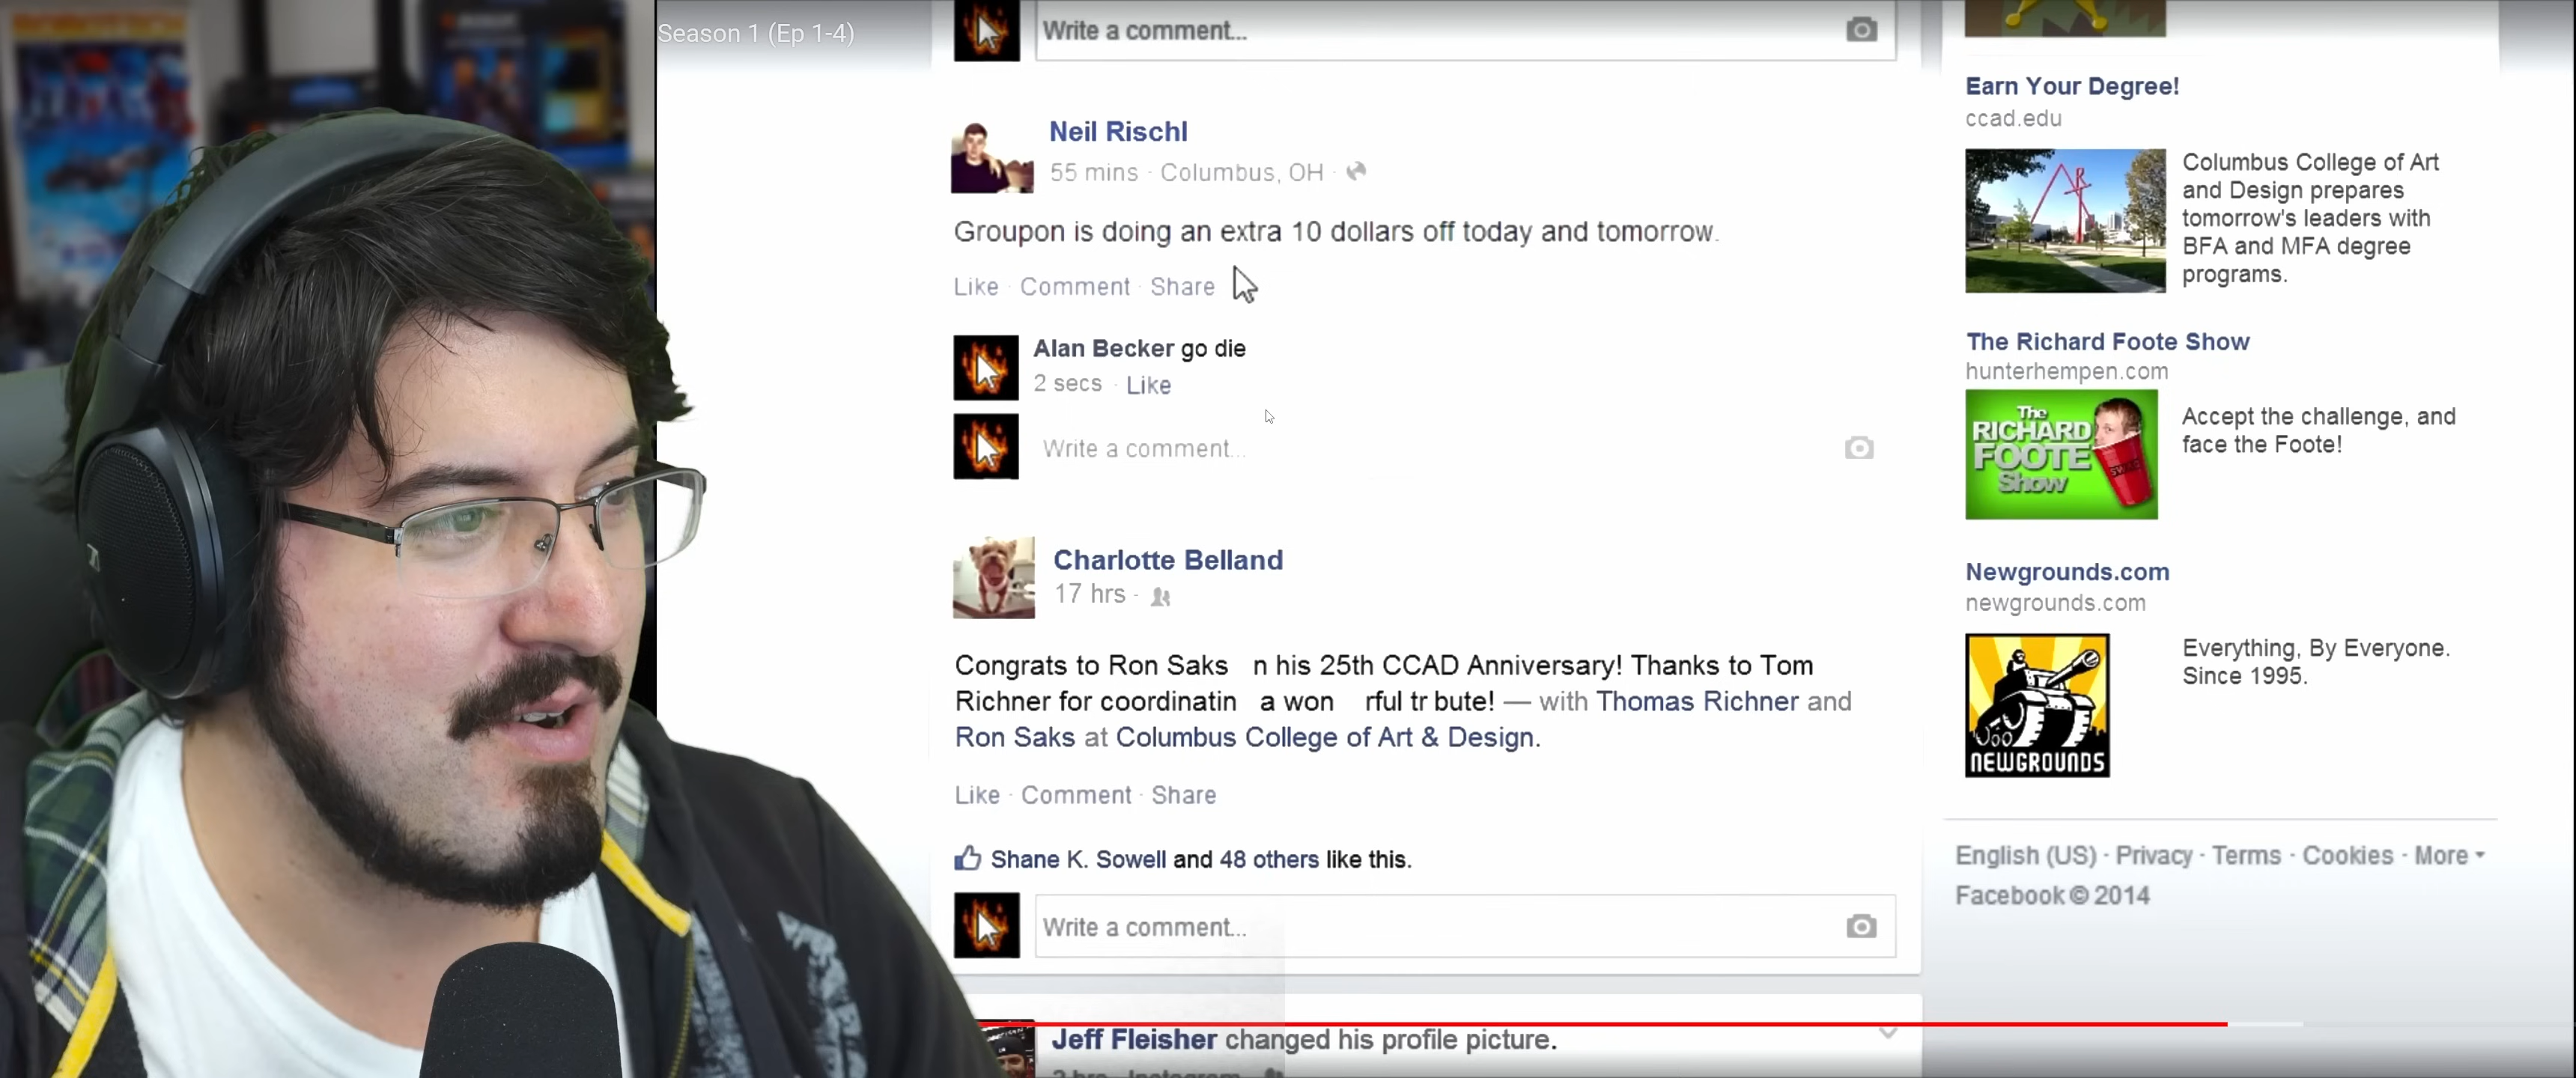 Season 1 (Ep 1-4)
Write a comment...
Neil Rischl
55 mins · Columbus, OH ·
Groupon is doing an extra 10 dollars off today and tomorrow.
Like · Comment · Share
Alan Becker go die
2 secs · Like
Write a comment...
Charlotte Belland
17 hrs ·
Congrats to Ron Saks n his 25th CCAD Anniversary! Thanks to Tom
Richner for coordinatin a won rful tr bute! — with Thomas Richner and
Ron Saks at Columbus College of Art & Design.
Like · Comment · Share
Shane K. Sowell and 48 others like this.
Write a comment...
Jeff Fleisher changed his profile picture.
Earn Your Degree!
ccad.edu
Columbus College of Art
and Design prepares
tomorrow's leaders with
BFA and MFA degree
programs.
The Richard Foote Show
hunterhempen.com
The
RICHARD
FOOTE
Show
Accept the challenge, and
face the Foote!
Newgrounds.com
newgrounds.com
NEWGROUNDS
Everything, By Everyone.
Since 1995.
English (US) · Privacy · Terms · Cookies · More
Facebook © 2014